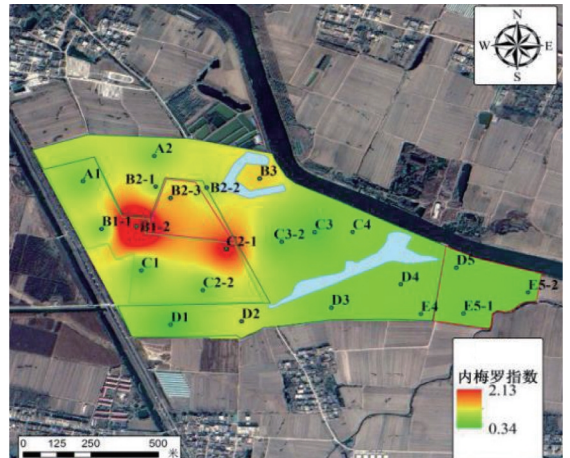 N
W E
S
A2
A1
B2-1
B2-3
B2-2
B3
B1-1
B1-2
C2-1
C3-2
C3
C4
C1
C2-2
D5
D4
E5-2
D1
D2
D3
E4
E5-1
内梅罗指数
2.13
0.34
0 125 250 500
米